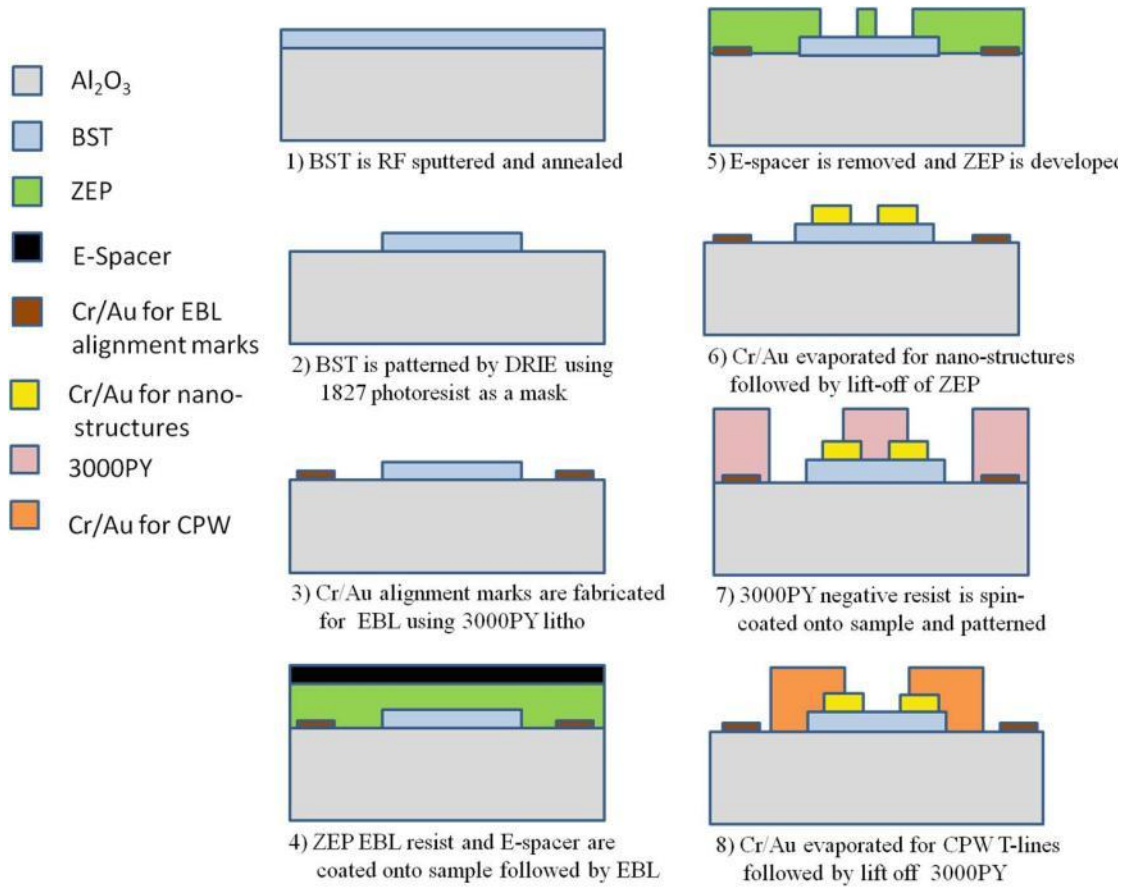 Al₂O₃
BST
ZEP
E-Spacer
Cr/Au for EBL
alignment marks
Cr/Au for nano-
structures
3000PY
Cr/Au for CPW
1) BST is RF sputtered and annealed
2) BST is patterned by DRIE using
1827 photoresist as a mask
3) Cr/Au alignment marks are fabricated
for EBL using 3000PY litho
4) ZEP EBL resist and E-spacer are
coated onto sample followed by EBL
5) E-spacer is removed and ZEP is developed
6) Cr/Au evaporated for nano-structures
followed by lift-off of ZEP
7) 3000PY negative resist is spin-
coated onto sample and patterned
8) Cr/Au evaporated for CPW T-lines
followed by lift off 3000PY